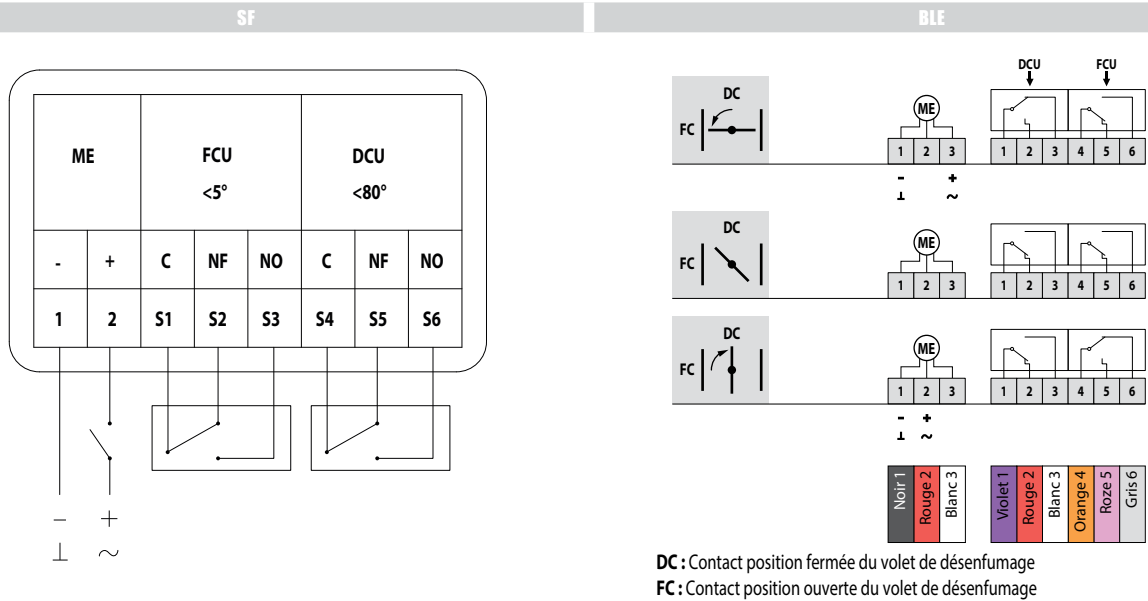 SF
BLE
ME
FCU
<5°
DCU
<80°
- + C NF NO C NF NO
1 2 S1 S2 S3 S4 S5 S6
- +
⊥ ~
DCU FCU
DC
FC
ME
1 2 3 1 2 3 4 5 6
- +
⊥ ~
DC
FC
ME
1 2 3 1 2 3 4 5 6
DC
FC
ME
1 2 3 1 2 3 4 5 6
- +
⊥ ~
Noir 1
Rouge 2
Blanc 3
Violet 1
Rouge 2
Blanc 3
Orange 4
Roze 5
Gris 6
DC : Contact position fermée du volet de désenfumage
FC : Contact position ouverte du volet de désenfumage